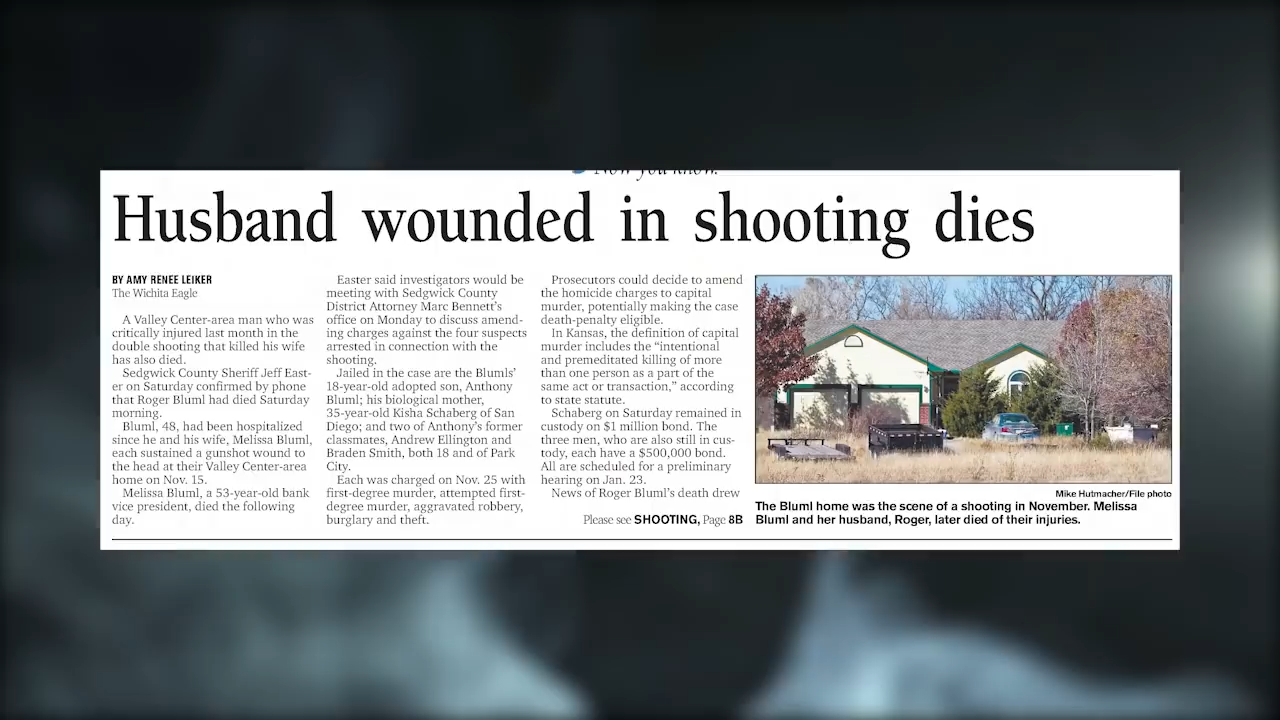 Now you know.
Husband wounded in shooting dies
BY AMY RENEE LEIKER
The Wichita Eagle
A Valley Center-area man who was
critically injured last month in the
double shooting that killed his wife
has also died.
Sedgwick County Sheriff Jeff East-
er on Saturday confirmed by phone
that Roger Bluml had died Saturday
morning.
Bluml, 48, had been hospitalized
since he and his wife, Melissa Bluml,
each sustained a gunshot wound to
the head at their Valley Center-area
home on Nov. 15.
Melissa Bluml, a 53-year-old bank
vice president, died the following
day.
Easter said investigators would be
meeting with Sedgwick County
District Attorney Marc Bennett's
office on Monday to discuss amend-
ing charges against the four suspects
arrested in connection with the
shooting.
Jailed in the case are the Blumls'
18-year-old adopted son, Anthony
Bluml; his biological mother,
35-year-old Kisha Schaberg of San
Diego; and two of Anthony's former
classmates, Andrew Ellington and
Braden Smith, both 18 and of Park
City.
Each was charged on Nov. 25 with
first-degree murder, attempted first-
degree murder, aggravated robbery,
burglary and theft.
Prosecutors could decide to amend
the homicide charges to capital
murder, potentially making the case
death-penalty eligible.
In Kansas, the definition of capital
murder includes the “intentional
and premeditated killing of more
than one person as a part of the
same act or transaction,” according
to state statute.
Schaberg on Saturday remained in
custody on $1 million bond. The
three men, who are also still in cus-
tody, each have a $500,000 bond.
All are scheduled for a preliminary
hearing on Jan. 23.
News of Roger Bluml's death drew
Please see SHOOTING, Page 8B
Mike Hutmacher/File photo
The Bluml home was the scene of a shooting in November. Melissa
Bluml and her husband, Roger, later died of their injuries.